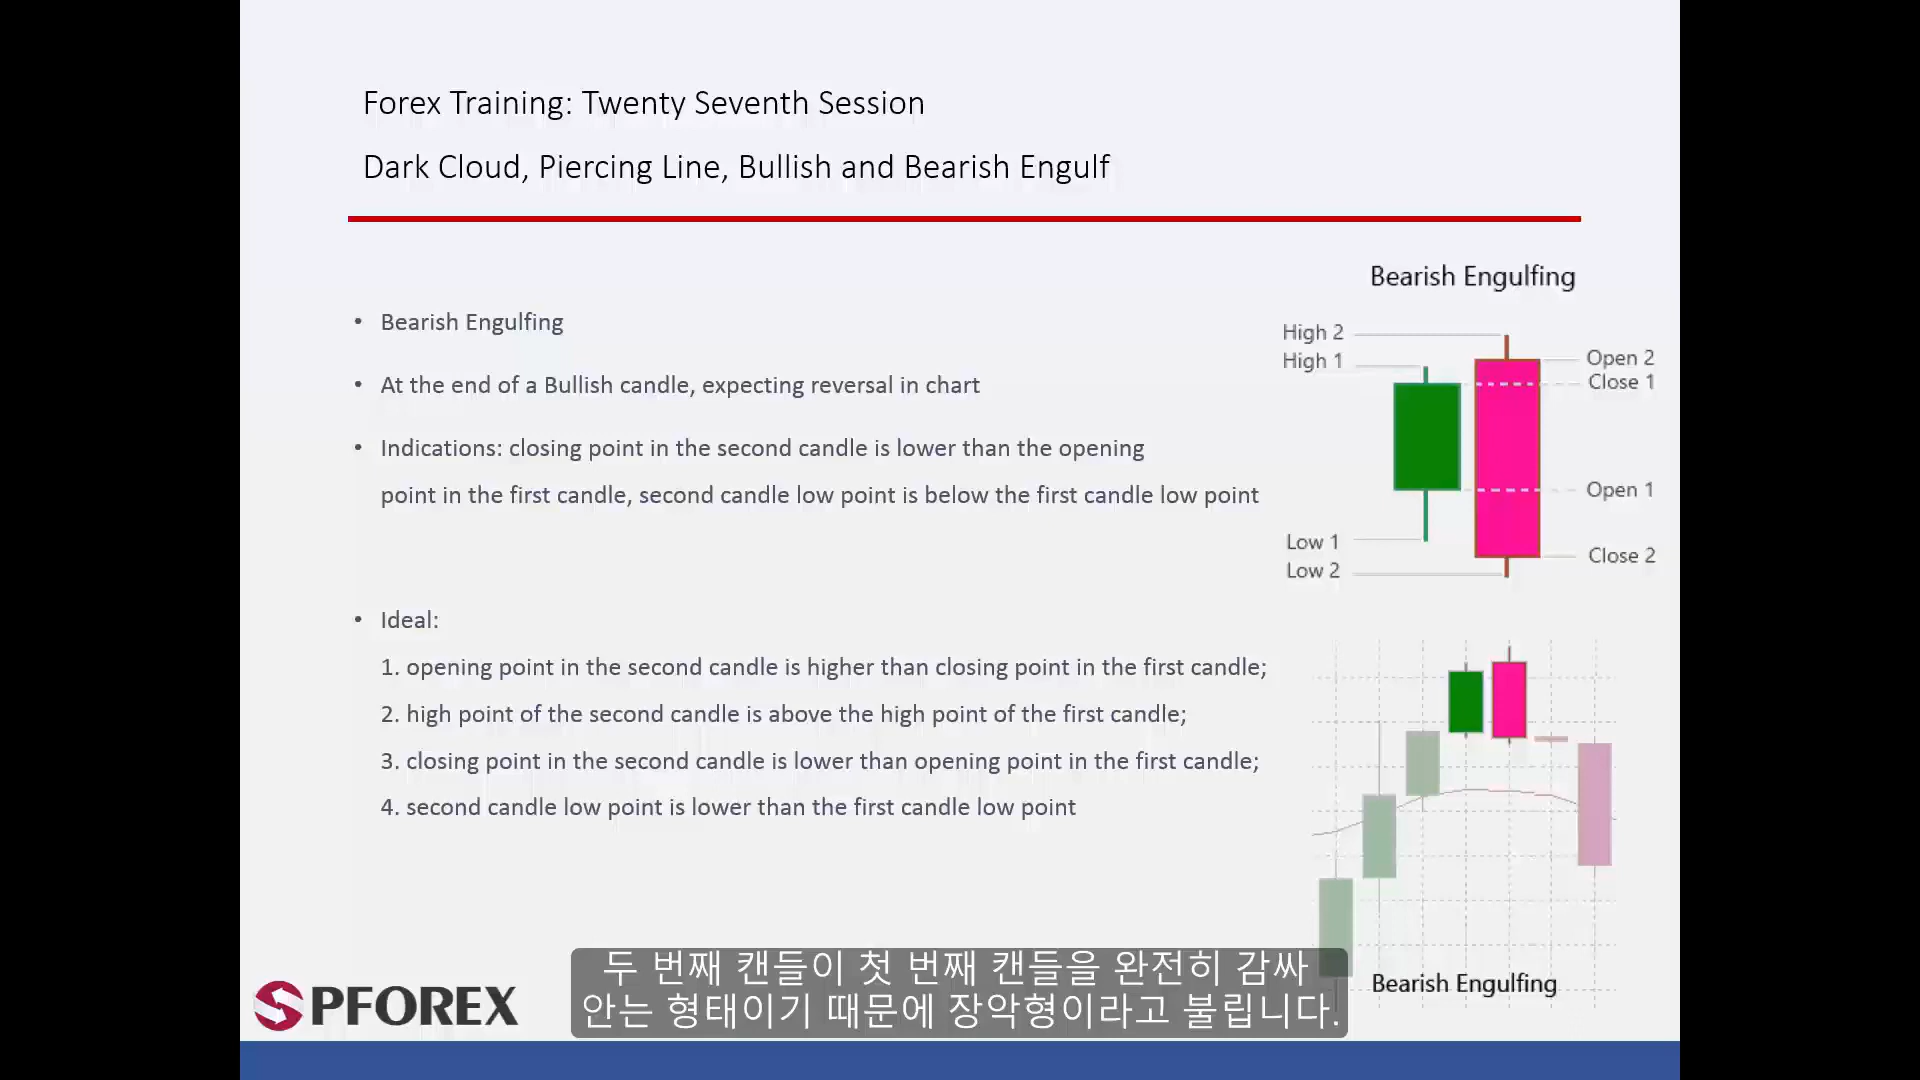 Forex Training: Twenty Seventh Session
Dark Cloud, Piercing Line, Bullish and Bearish Engulf
• Bearish Engulfing
• At the end of a Bullish candle, expecting reversal in chart
• Indications: closing point in the second candle is lower than the opening
point in the first candle, second candle low point is below the first candle low point
• Ideal:
1. opening point in the second candle is higher than closing point in the first candle;
2. high point of the second candle is above the high point of the first candle;
3. closing point in the second candle is lower than opening point in the first candle;
4. second candle low point is lower than the first candle low point
Bearish Engulfing
High 2
High 1
Open 2
Close 1
Open 1
Low 1
Low 2
Close 2
Bearish Engulfing
PFOREX
두 번째 캔들이 첫 번째 캔들을 완전히 감싸
안는 형태이기 때문에 장악형이라고 불립니다.